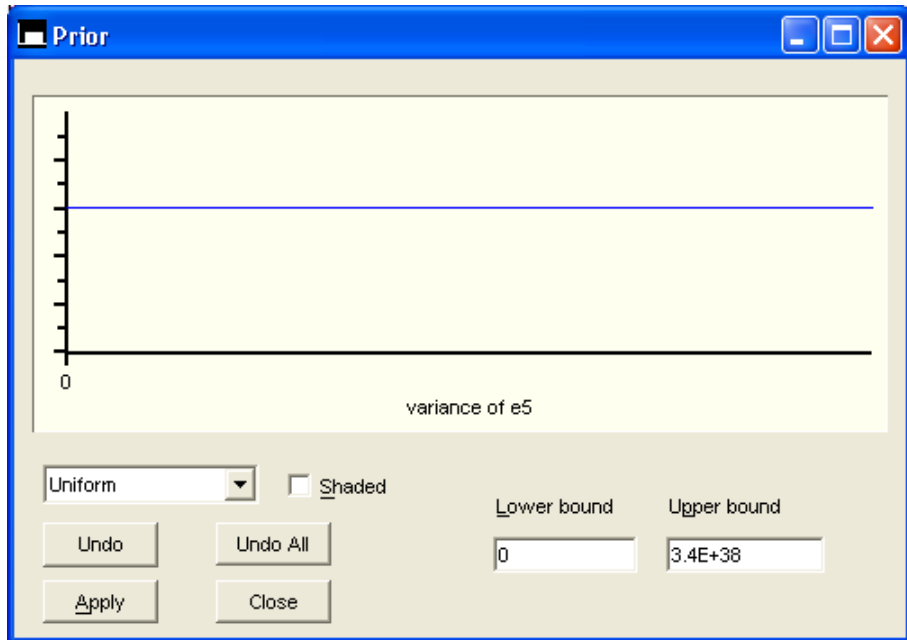 Prior
0
variance of e5
Uniform
Shaded
Lower bound
Upper bound
Undo
Undo All
0
3.4E+38
Apply
Close